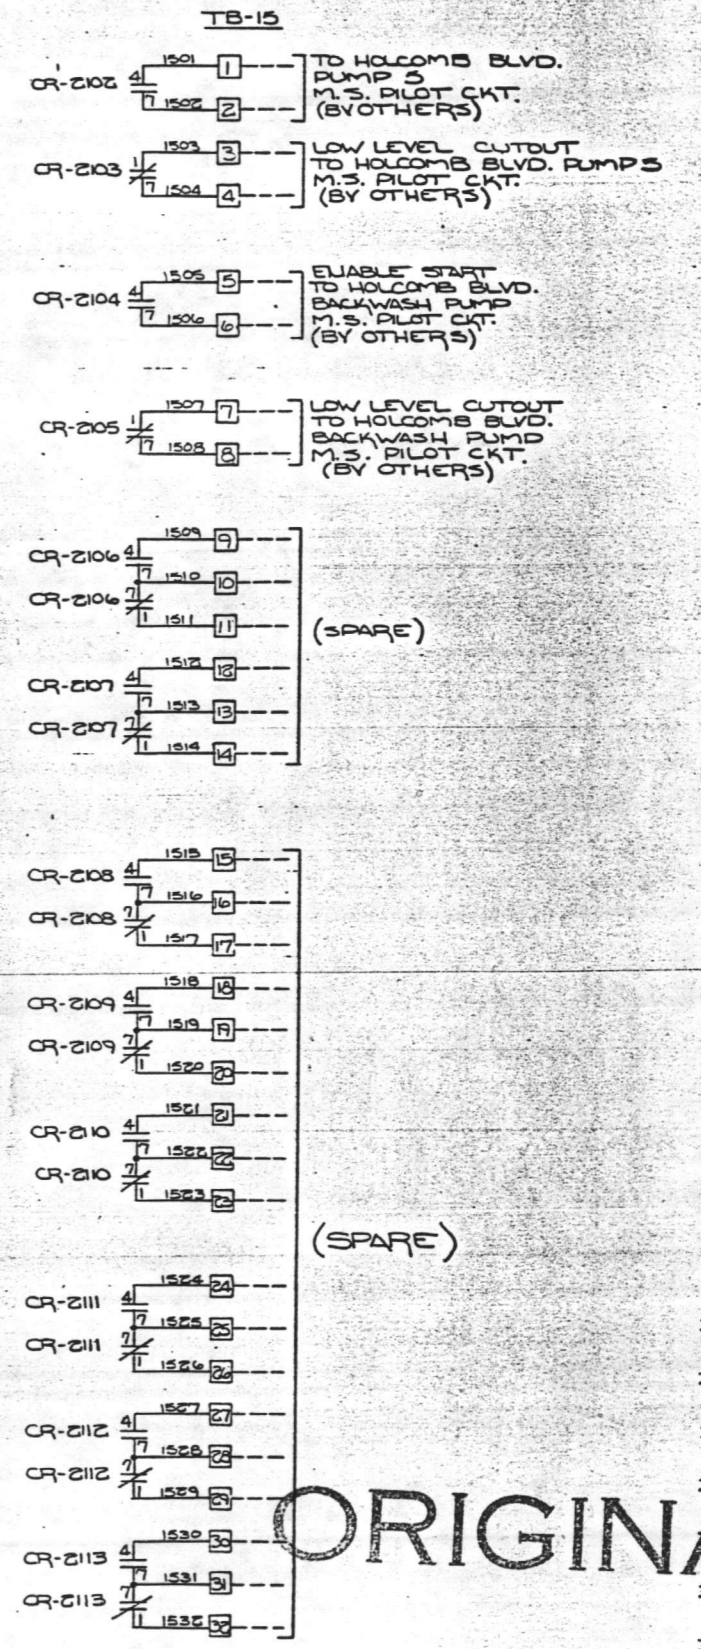 TB-15
CR-2102
4
7
1501
1502
1
2
TO HOLCOMB BLVD.
PUMP 5
M.S. PILOT CKT.
(BY OTHERS)
CR-2103
1
7
1503
1504
3
4
LOW LEVEL CUTOUT
TO HOLCOMB BLVD. PUMP 5
M.S. PILOT CKT.
(BY OTHERS)
CR-2104
4
7
1505
1506
5
6
ENABLE START
TO HOLCOMB BLVD.
BACKWASH PUMP
M.S. PILOT CKT.
(BY OTHERS)
CR-2105
1
7
1507
1508
7
8
LOW LEVEL CUTOUT
TO HOLCOMB BLVD.
BACKWASH PUMP
M.S. PILOT CKT.
(BY OTHERS)
CR-2106
4
7
CR-2106
7
1
1509
1510
1511
9
10
11
(SPARE)
CR-2107
4
7
CR-2107
7
1
1512
1513
1514
12
13
14
CR-2108
4
7
CR-2108
7
1
1515
1516
1517
15
16
17
CR-2109
4
7
CR-2109
7
1
1518
1519
1520
18
19
20
CR-2110
4
7
CR-2110
7
1
1521
1522
1523
21
22
23
(SPARE)
CR-2111
4
7
CR-2111
7
1
1524
1525
1526
24
25
26
CR-2112
4
7
CR-2112
7
1
1527
1528
1529
27
28
29
ORIGINA
CR-2113
4
7
CR-2113
7
1
1530
1531
1532
30
31
32